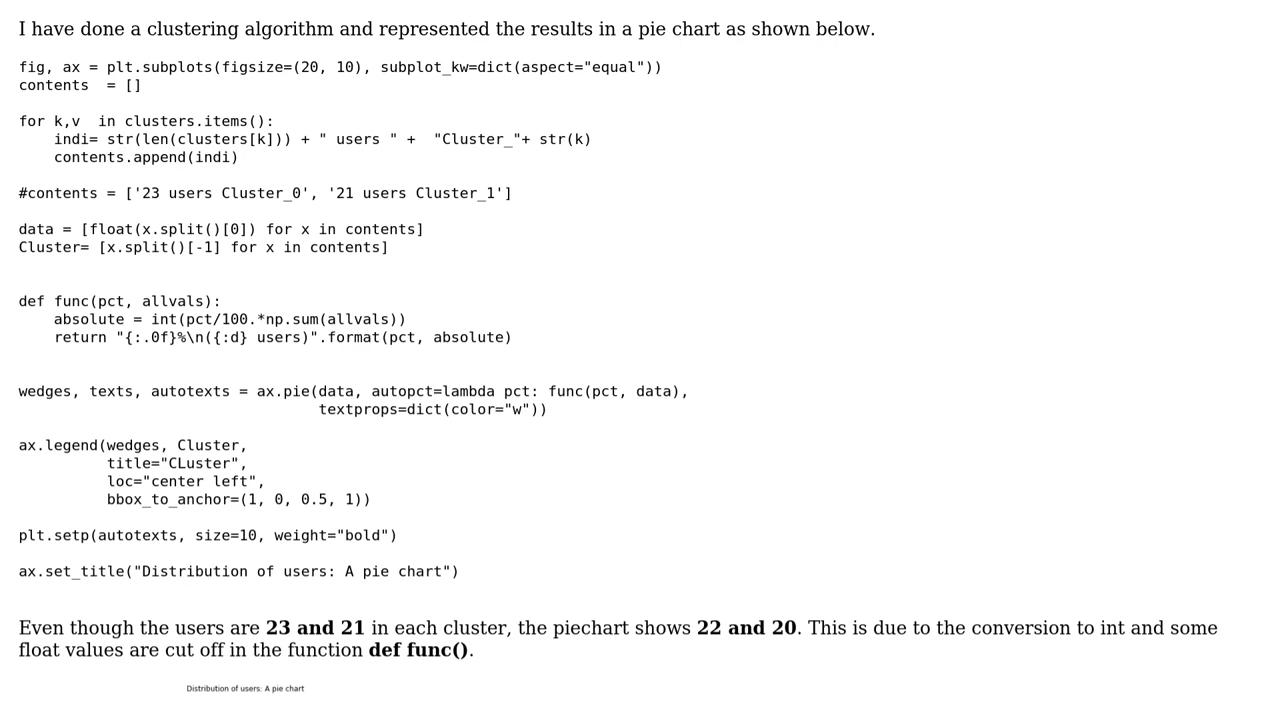 I have done a clustering algorithm and represented the results in a pie chart as shown below.
fig, ax = plt.subplots(figsize=(20, 10), subplot_kw=dict(aspect="equal"))
contents  = []
for k,v  in clusters.items():
    indi= str(len(clusters[k])) + " users " +  "Cluster_"+ str(k)
    contents.append(indi)
#contents = ['23 users Cluster_0', '21 users Cluster_1']
data = [float(x.split()[0]) for x in contents]
Cluster= [x.split()[-1] for x in contents]
def func(pct, allvals):
    absolute = int(pct/100.*np.sum(allvals))
    return "{:.0f}%\n({:d} users)".format(pct, absolute)
wedges, texts, autotexts = ax.pie(data, autopct=lambda pct: func(pct, data),
                                  textprops=dict(color="w"))
ax.legend(wedges, Cluster,
          title="CLuster",
          loc="center left",
          bbox_to_anchor=(1, 0, 0.5, 1))
plt.setp(autotexts, size=10, weight="bold")
ax.set_title("Distribution of users: A pie chart")
Even though the users are 23 and 21 in each cluster, the piechart shows 22 and 20. This is due to the conversion to int and some
float values are cut off in the function def func().
Distribution of users: A pie chart